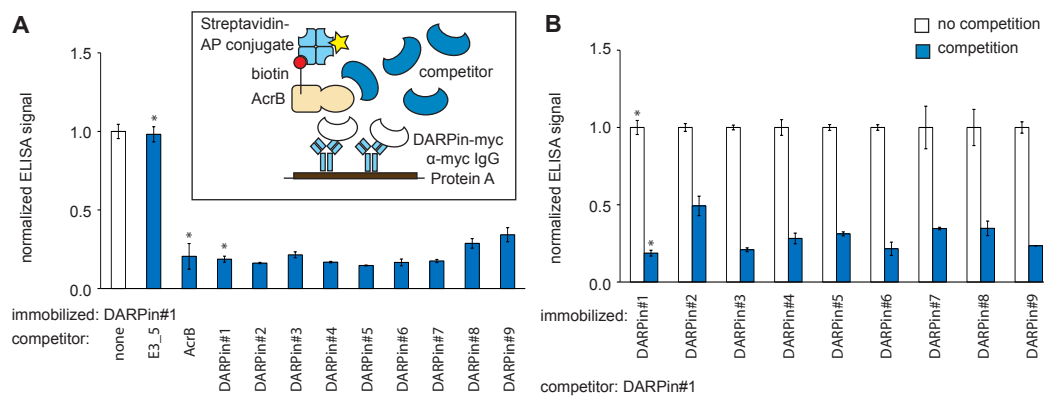 A
normalized ELISA signal
1.5
1.0
0.5
0.0
*
*
*
Streptavidin-
AP conjugate
biotin
AcrB
competitor
DARPin-myc
α-myc IgG
Protein A
immobilized: DARPin#1
competitor:
none
E3_5
AcrB
DARPin#1
DARPin#2
DARPin#3
DARPin#4
DARPin#5
DARPin#6
DARPin#7
DARPin#8
DARPin#9
B
no competition
competition
normalized ELISA signal
1.5
1.0
0.5
0.0
*
*
immobilized:
DARPin#1
DARPin#2
DARPin#3
DARPin#4
DARPin#5
DARPin#6
DARPin#7
DARPin#8
DARPin#9
competitor: DARPin#1